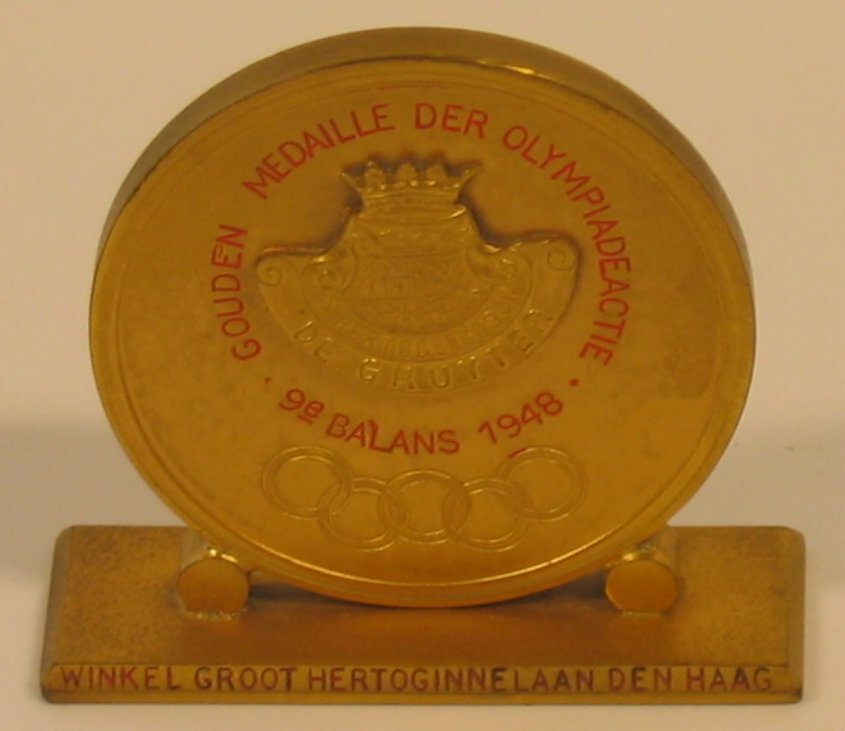 GOUDEN MEDAILLE DER OLYMPIADEACTIE
DE GRUYTER
· 9e BALANS 1948 ·
WINKEL GROOT HERTOGINNELAAN DEN HAAG